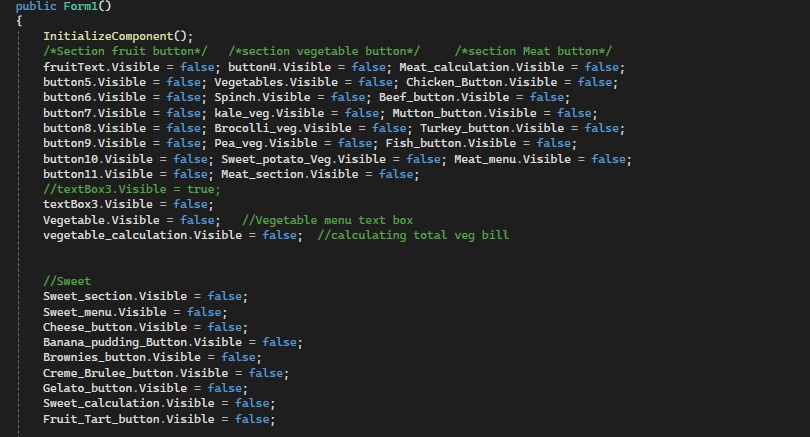 public Form1()
{
InitializeComponent();
/*Section fruit button*/ /*section vegetable button*/ /*section Meat button*/
fruitText.Visible = false; button4.Visible = false; Meat_calculation.Visible = false;
button5.Visible = false; Vegetables.Visible = false; Chicken_Button.Visible = false;
button6.Visible = false; Spinch.Visible = false; Beef_button.Visible = false;
button7.Visible = false; kale_veg.Visible = false; Mutton_button.Visible = false;
button8.Visible = false; Brocolli_veg.Visible = false; Turkey_button.Visible = false;
button9.Visible = false; Pea_veg.Visible = false; Fish_button.Visible = false;
button10.Visible = false; Sweet_potato_Veg.Visible = false; Meat_menu.Visible = false;
button11.Visible = false; Meat_section.Visible = false;
//textBox3.Visible = true;
textBox3.Visible = false;
Vegetable.Visible = false; //Vegetable menu text box
vegetable_calculation.Visible = false; //calculating total veg bill
//Sweet
Sweet_section.Visible = false;
Sweet_menu.Visible = false;
Cheese_button.Visible = false;
Banana_pudding_Button.Visible = false;
Brownies_button.Visible = false;
Creme_Brulee_button.Visible = false;
Gelato_button.Visible = false;
Sweet_calculation.Visible = false;
Fruit_Tart_button.Visible = false;